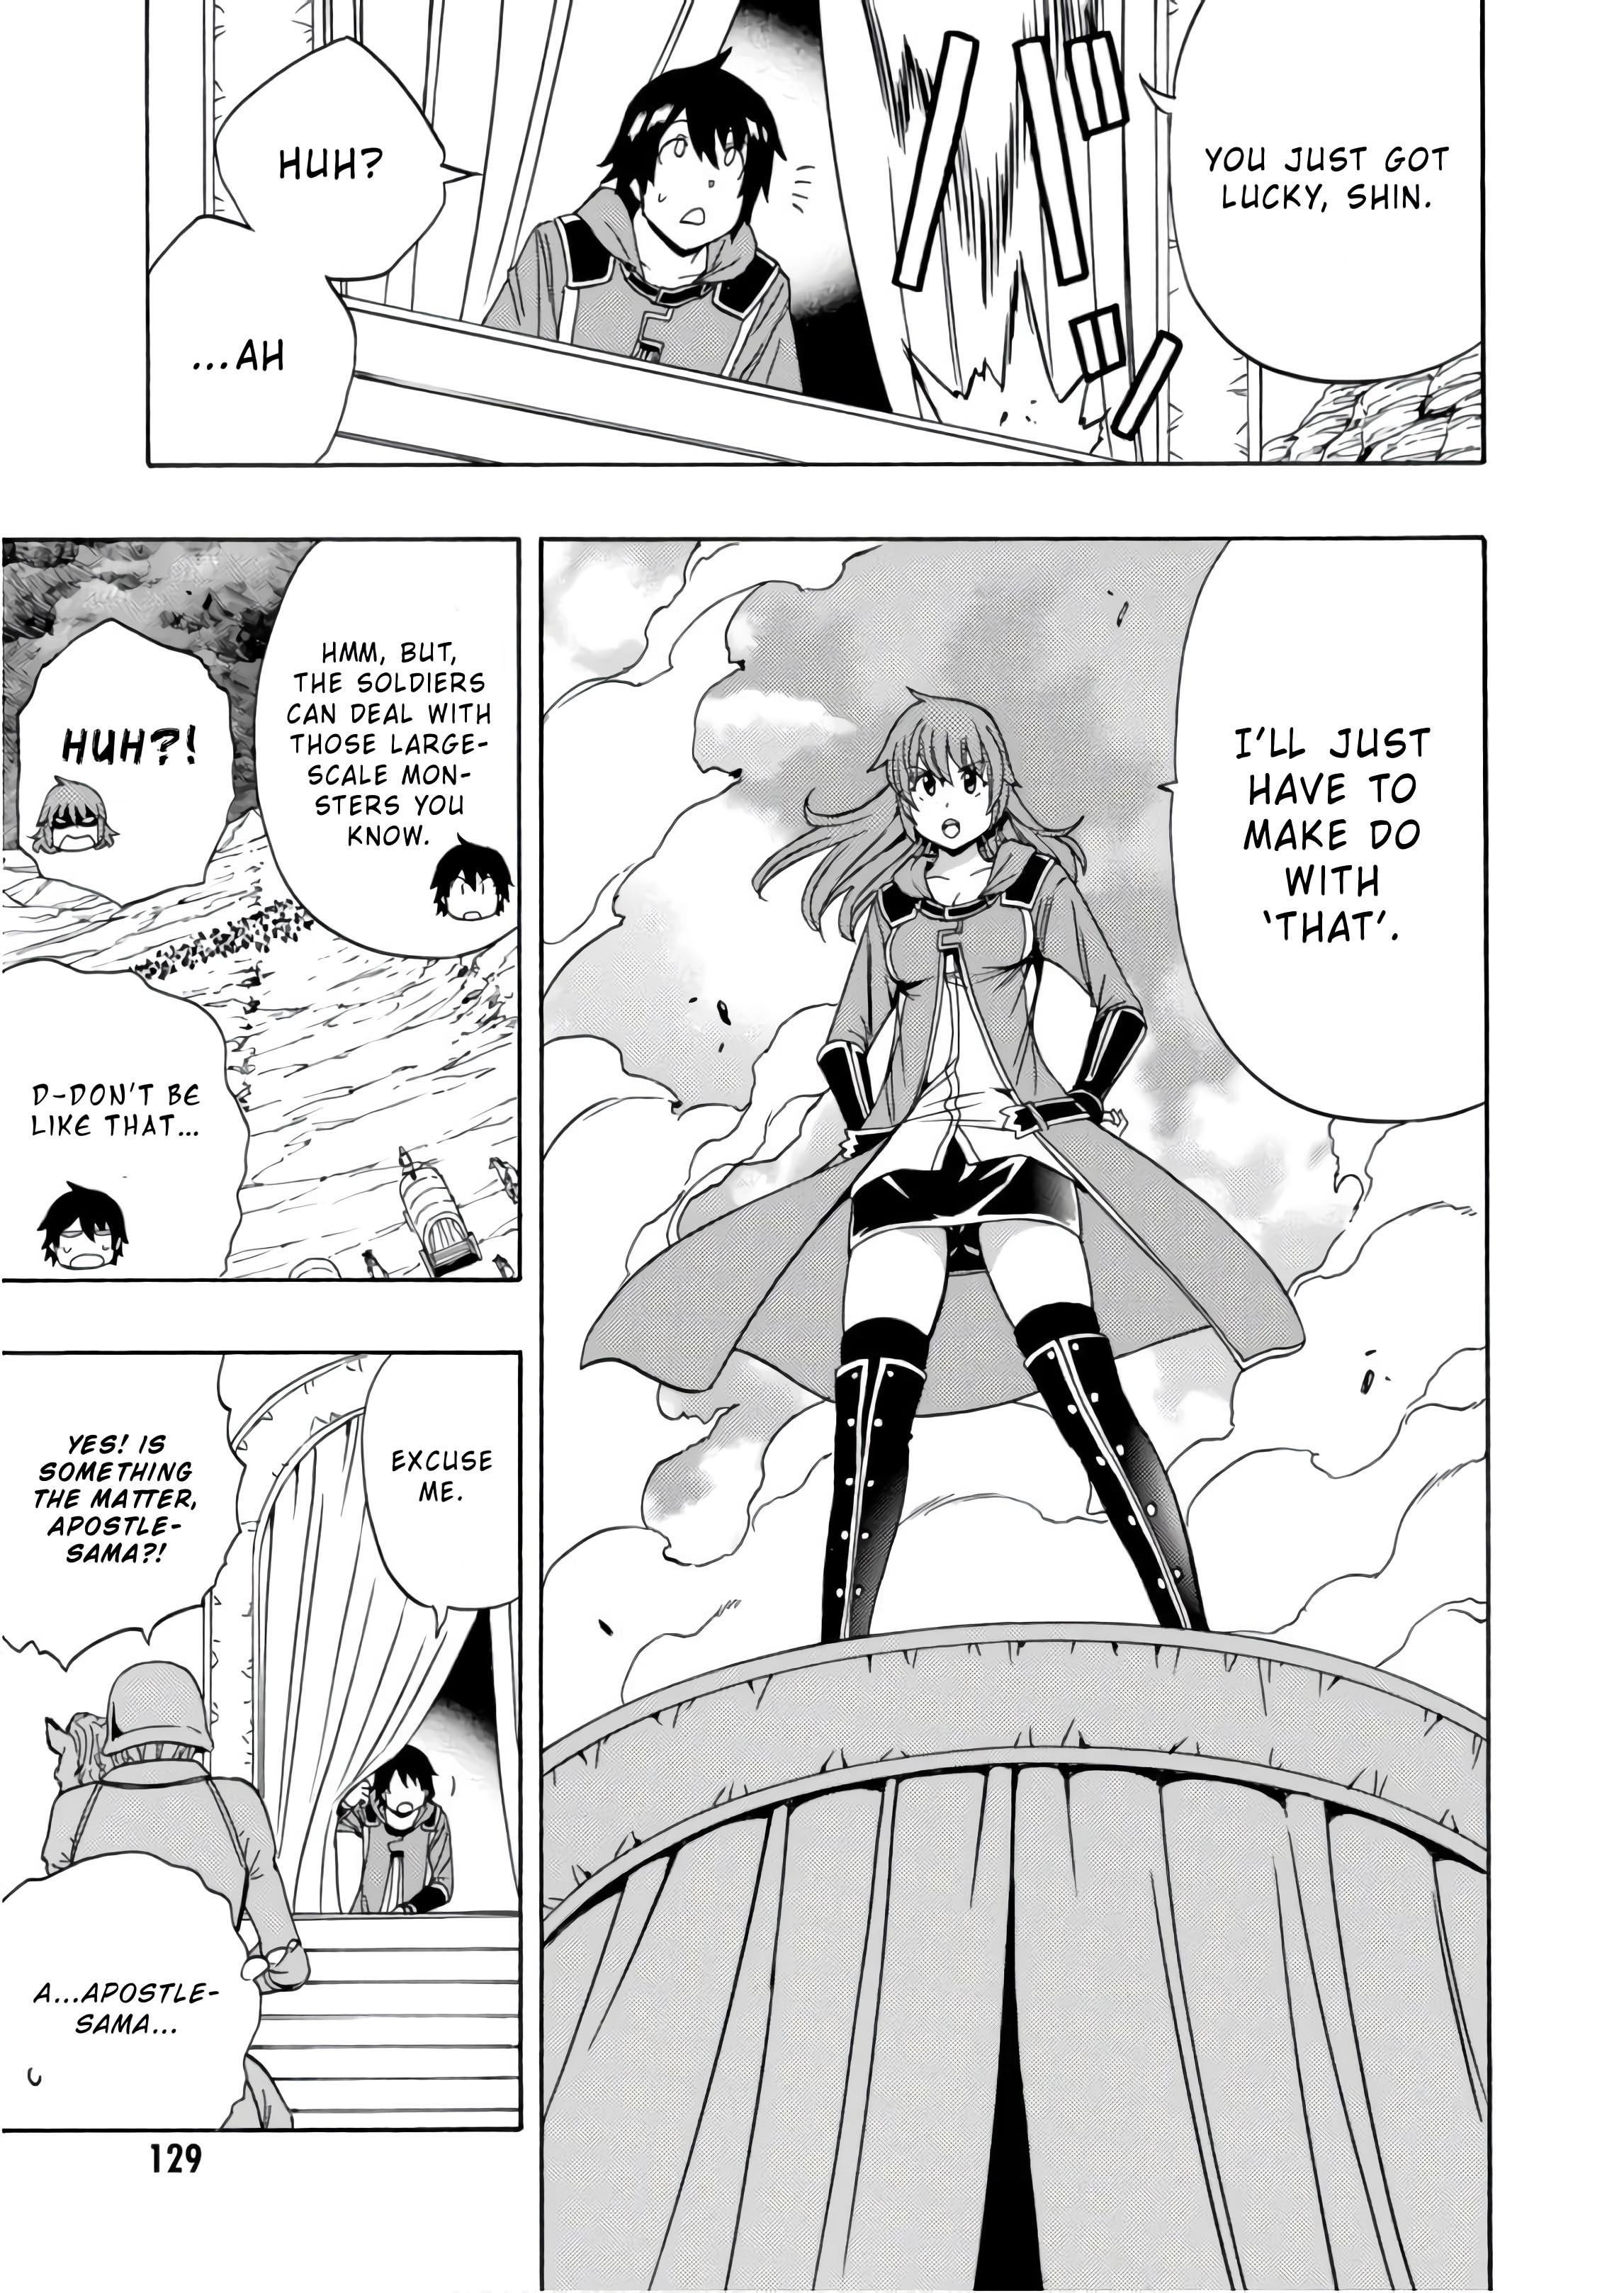 YOU JUST GOT
LUCKY, SHIN.
HUH?
...AH
I'LL JUST
HAVE TO
MAKE DO
WITH
'THAT'.
HMM, BUT,
THE SOLDIERS
CAN DEAL WITH
THOSE LARGE-
SCALE MON-
STERS YOU
KNOW.
HUH?!
D-DON'T BE
LIKE THAT...
EXCUSE
ME.
YES! IS
SOMETHING
THE MATTER,
APOSTLE-
SAMA?!
A...APOSTLE-
SAMA...
129